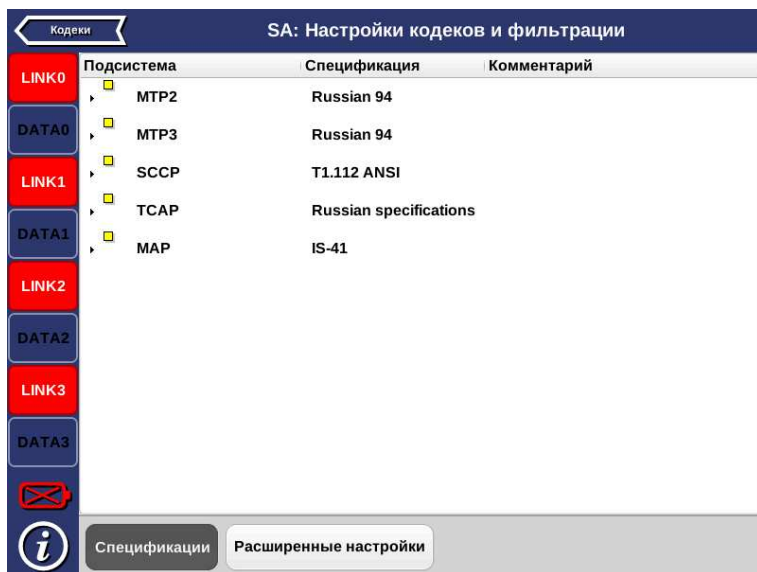 Кодеки
SA: Настройки кодеков и фильтрации
Подсистема Спецификация Комментарий
LINK0
MTP2 Russian 94
DATA0
MTP3 Russian 94
LINK1
SCCP T1.112 ANSI
TCAP Russian specifications
DATA1
MAP IS-41
LINK2
DATA2
LINK3
DATA3
i
Спецификации Расширенные настройки